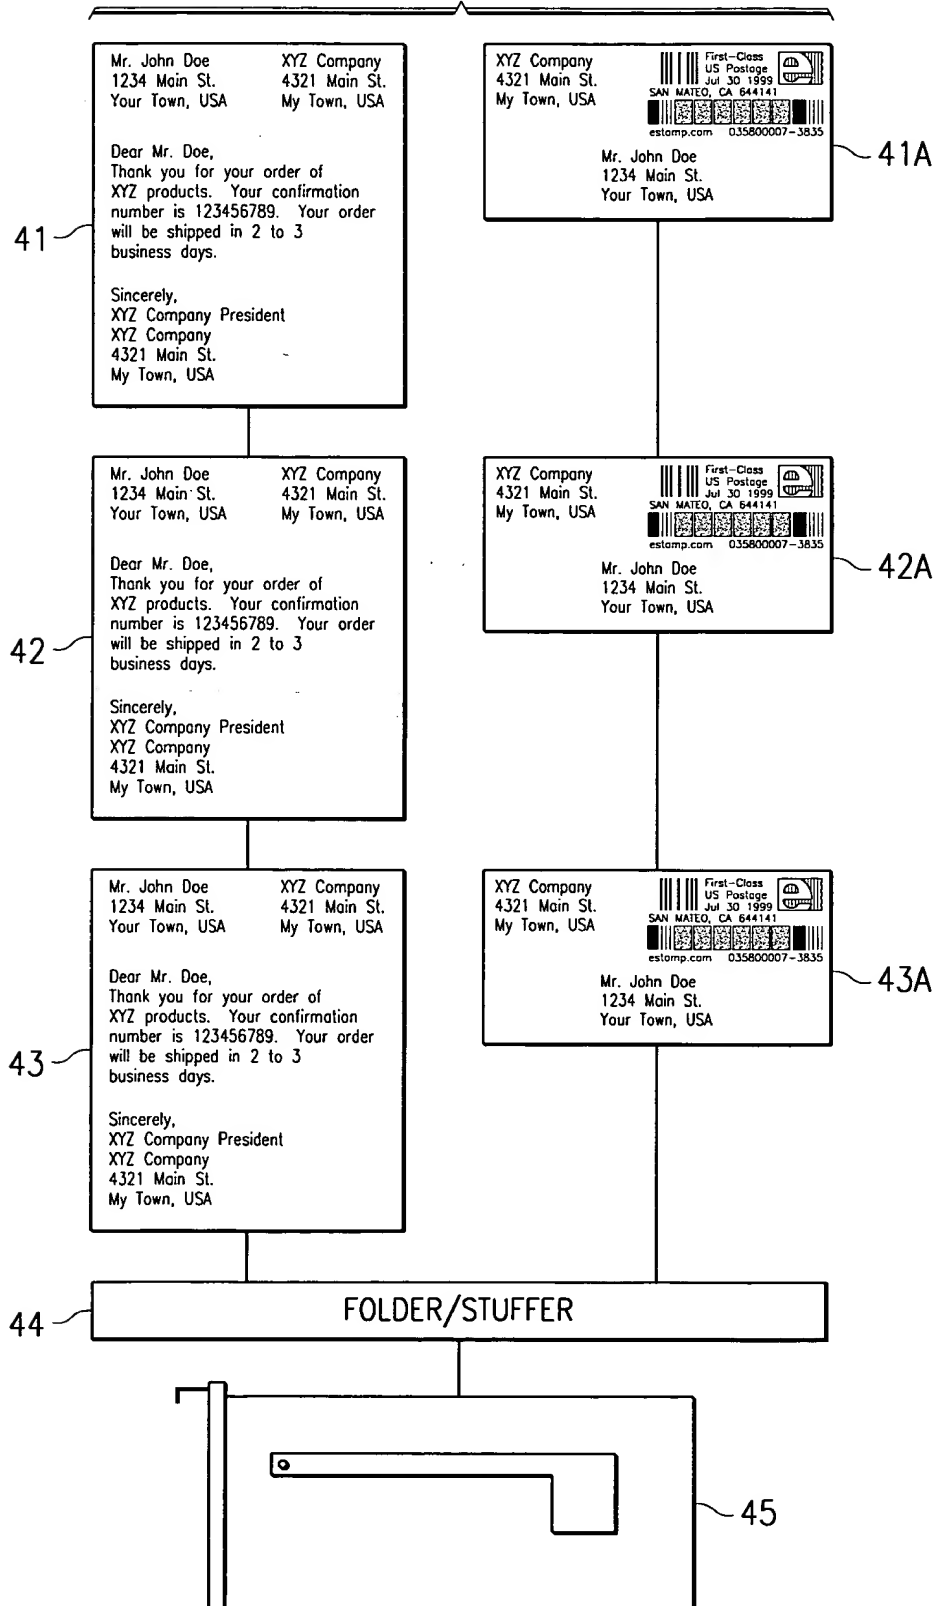 Mr. John Doe XYZ Company
1234 Main St. 4321 Main St.
Your Town, USA My Town, USA
Dear Mr. Doe,
Thank you for your order of
XYZ products. Your confirmation
number is 123456789. Your order
will be shipped in 2 to 3
business days.
Sincerely,
XYZ Company President
XYZ Company
4321 Main St.
My Town, USA
41
XYZ Company
4321 Main St.
My Town, USA
First-Class
US Postage
Jul 30 1999
SAN MATEO, CA 644141
e
estamp.com 035800007-3835
Mr. John Doe
1234 Main St.
Your Town, USA
41A
Mr. John Doe XYZ Company
1234 Main St. 4321 Main St.
Your Town, USA My Town, USA
Dear Mr. Doe,
Thank you for your order of
XYZ products. Your confirmation
number is 123456789. Your order
will be shipped in 2 to 3
business days.
Sincerely,
XYZ Company President
XYZ Company
4321 Main St.
My Town, USA
42
XYZ Company
4321 Main St.
My Town, USA
First-Class
US Postage
Jul 30 1999
SAN MATEO, CA 644141
e
estamp.com 035800007-3835
Mr. John Doe
1234 Main St.
Your Town, USA
42A
Mr. John Doe XYZ Company
1234 Main St. 4321 Main St.
Your Town, USA My Town, USA
Dear Mr. Doe,
Thank you for your order of
XYZ products. Your confirmation
number is 123456789. Your order
will be shipped in 2 to 3
business days.
Sincerely,
XYZ Company President
XYZ Company
4321 Main St.
My Town, USA
43
XYZ Company
4321 Main St.
My Town, USA
First-Class
US Postage
Jul 30 1999
SAN MATEO, CA 644141
e
estamp.com 035800007-3835
Mr. John Doe
1234 Main St.
Your Town, USA
43A
44
FOLDER/STUFFER
45